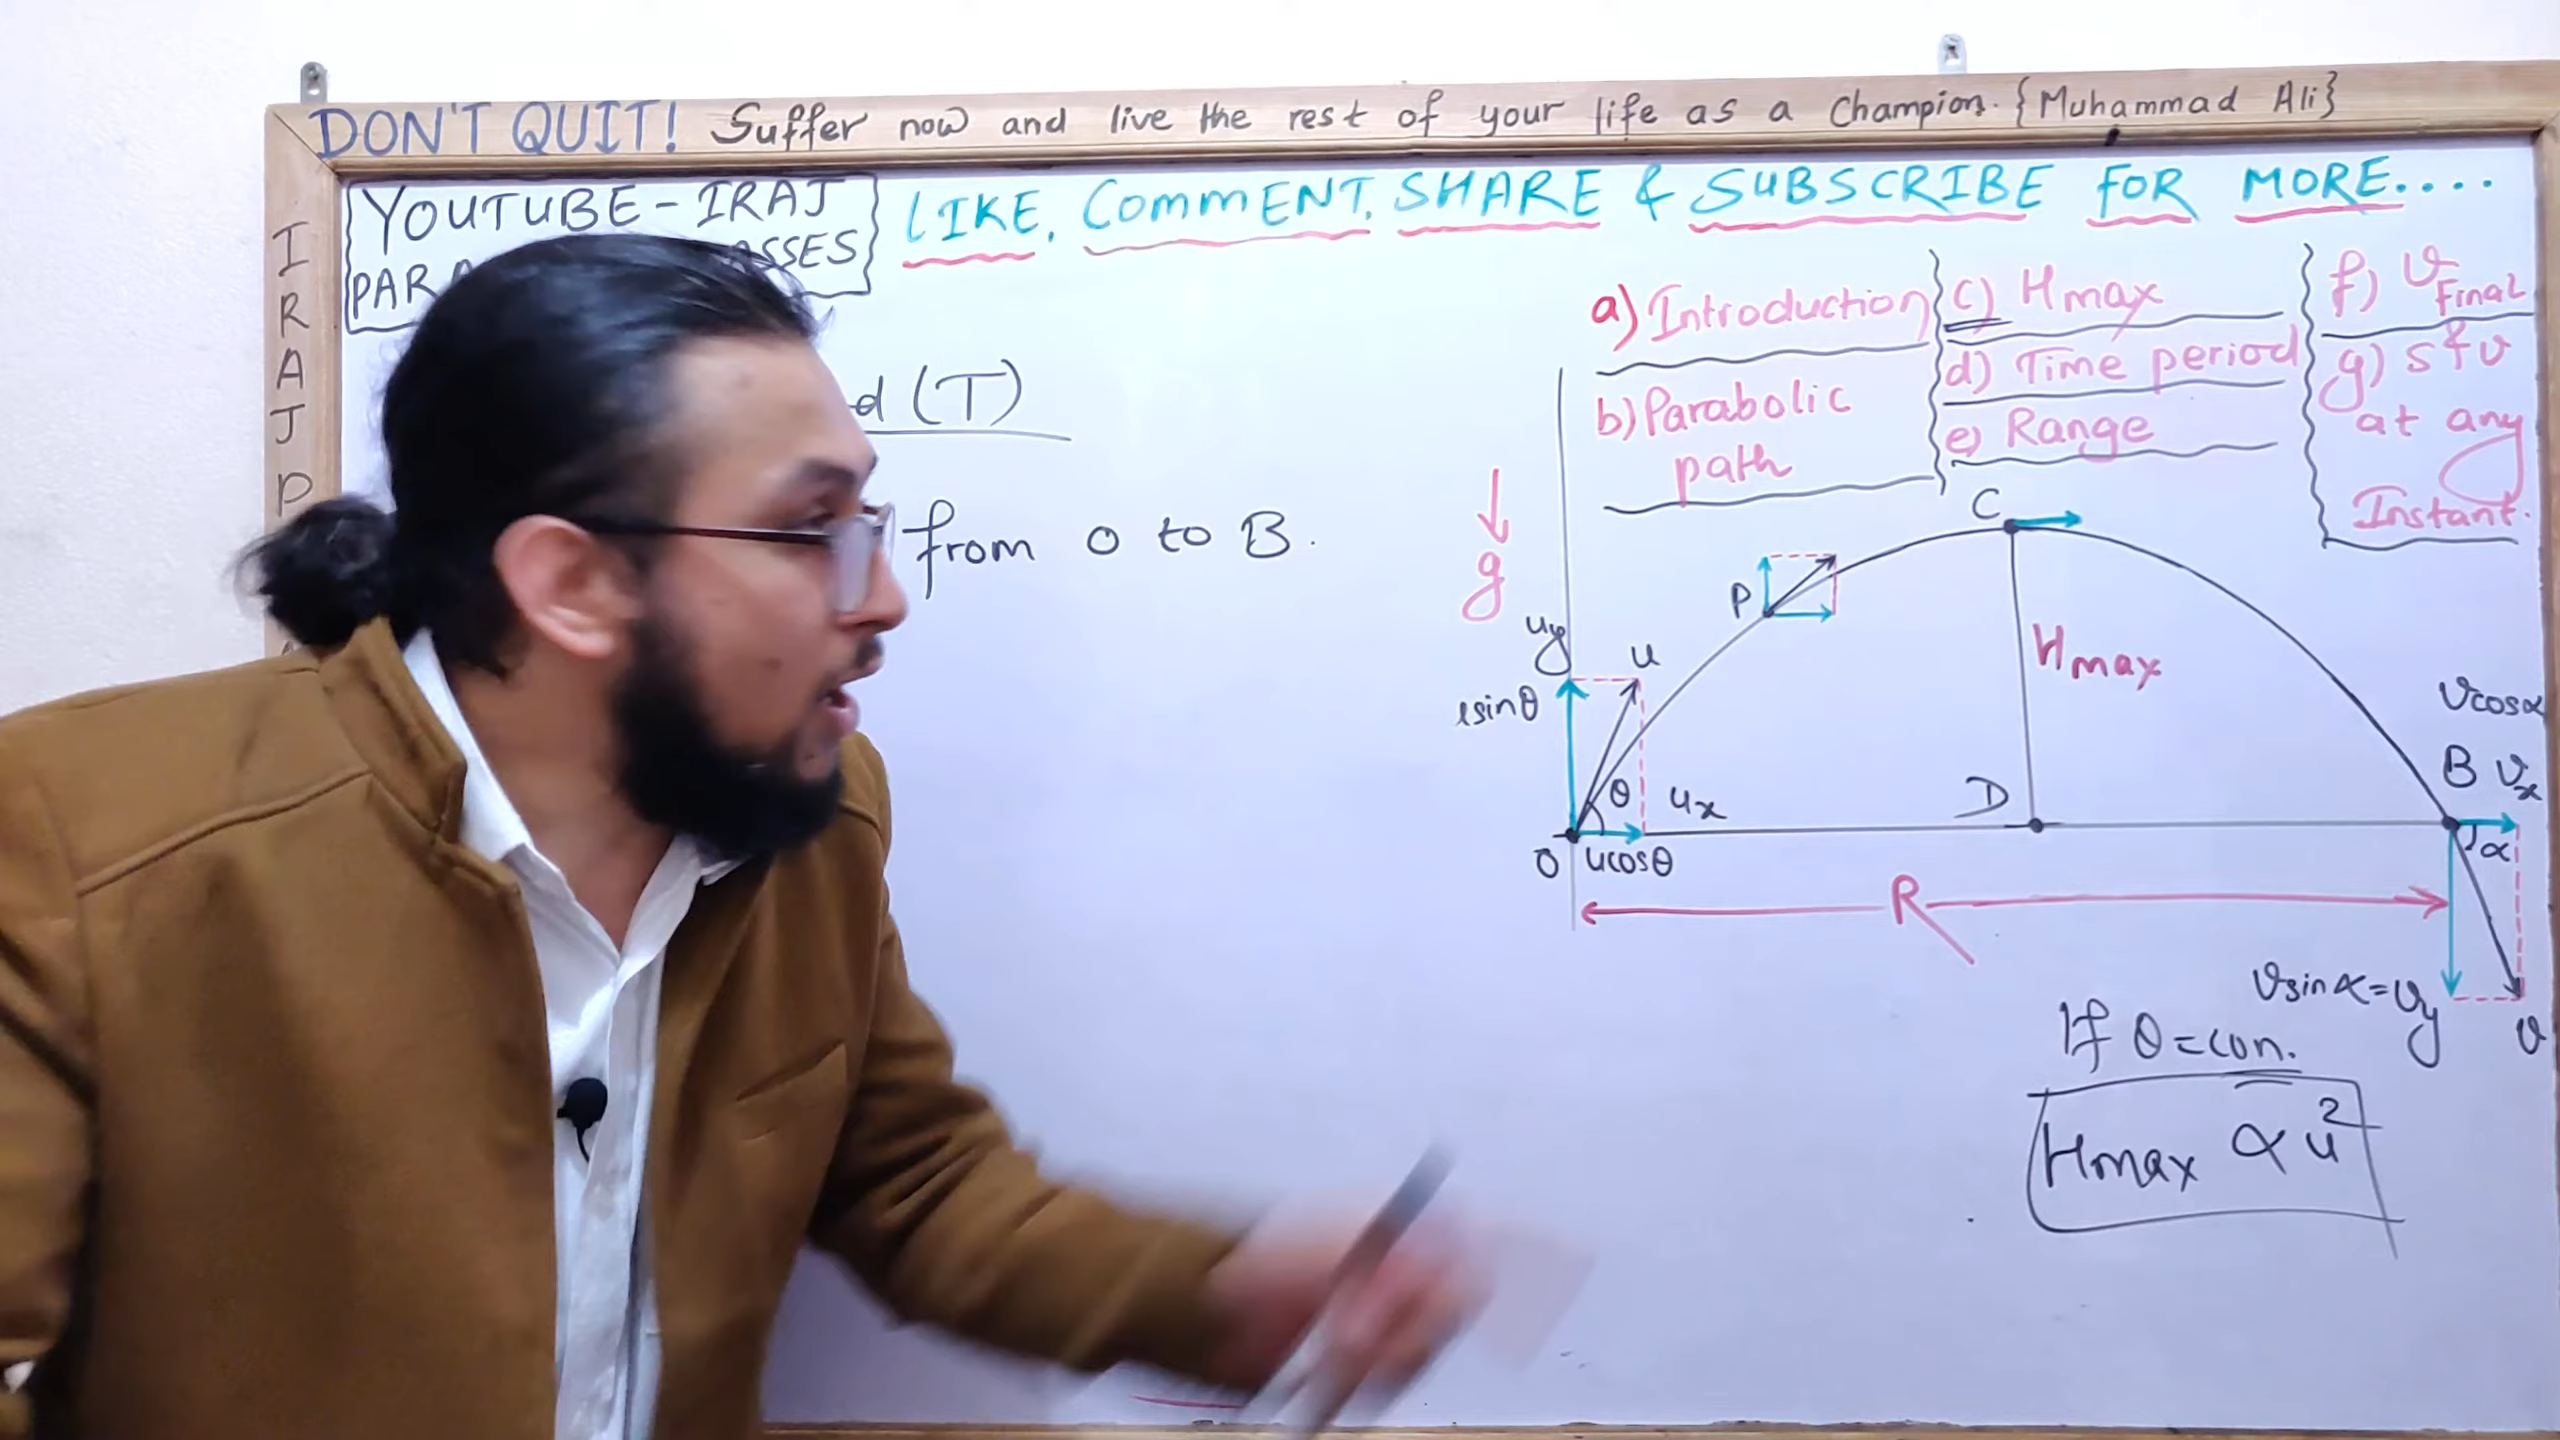 DON'T QUIT! Suffer now and live the rest of your life as a Champion. {Muhammad Ali}
YOUTUBE - IRAJ
LIKE, COMMENT, SHARE & SUBSCRIBE FOR MORE....
I
R
A
J
P
a) Introduction
b) Parabolic
path
c) Hmax
d) Time period
e) Range
f) vFinal
g) s & v
at any
Instant.
(T)
from O to B.
g
uy
u
usinθ
θ
ux
O
ucosθ
P
C
Hmax
D
vcosα
B vx
α
R
vsinα=vy
v
If θ=con.
Hmax ∝ u²